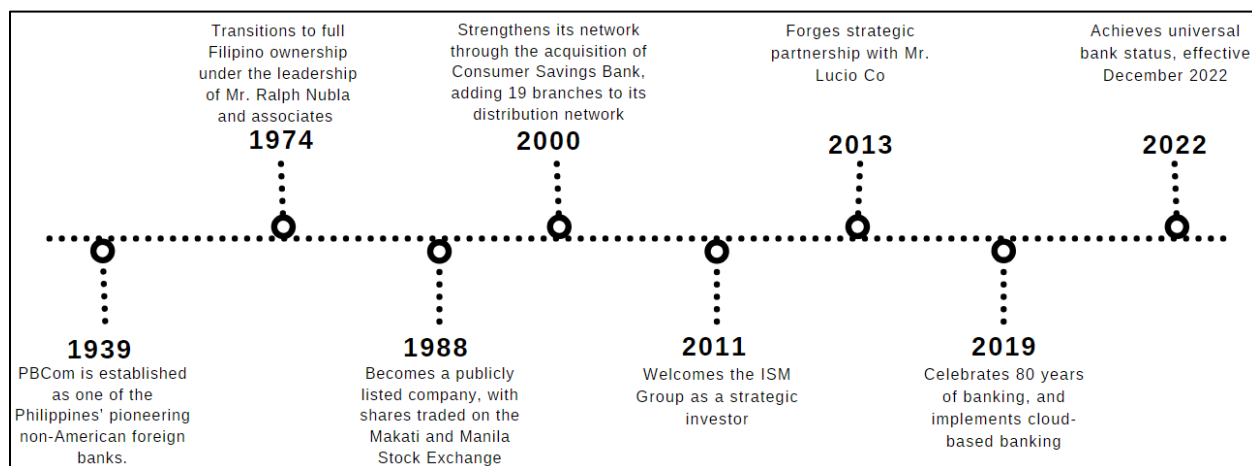 Transitions to full
Filipino ownership
under the leadership
of Mr. Ralph Nubla
and associates
1974
Strengthens its network
through the acquisition of
Consumer Savings Bank,
adding 19 branches to its
distribution network
2000
Forges strategic
partnership with Mr.
Lucio Co
2013
Achieves universal
bank status, effective
December 2022
2022
1939
PBCom is established
as one of the
Philippines' pioneering
non-American foreign
banks.
1988
Becomes a publicly
listed company, with
shares traded on the
Makati and Manila
Stock Exchange
2011
Welcomes the ISM
Group as a strategic
investor
2019
Celebrates 80 years
of banking, and
implements cloud-
based banking